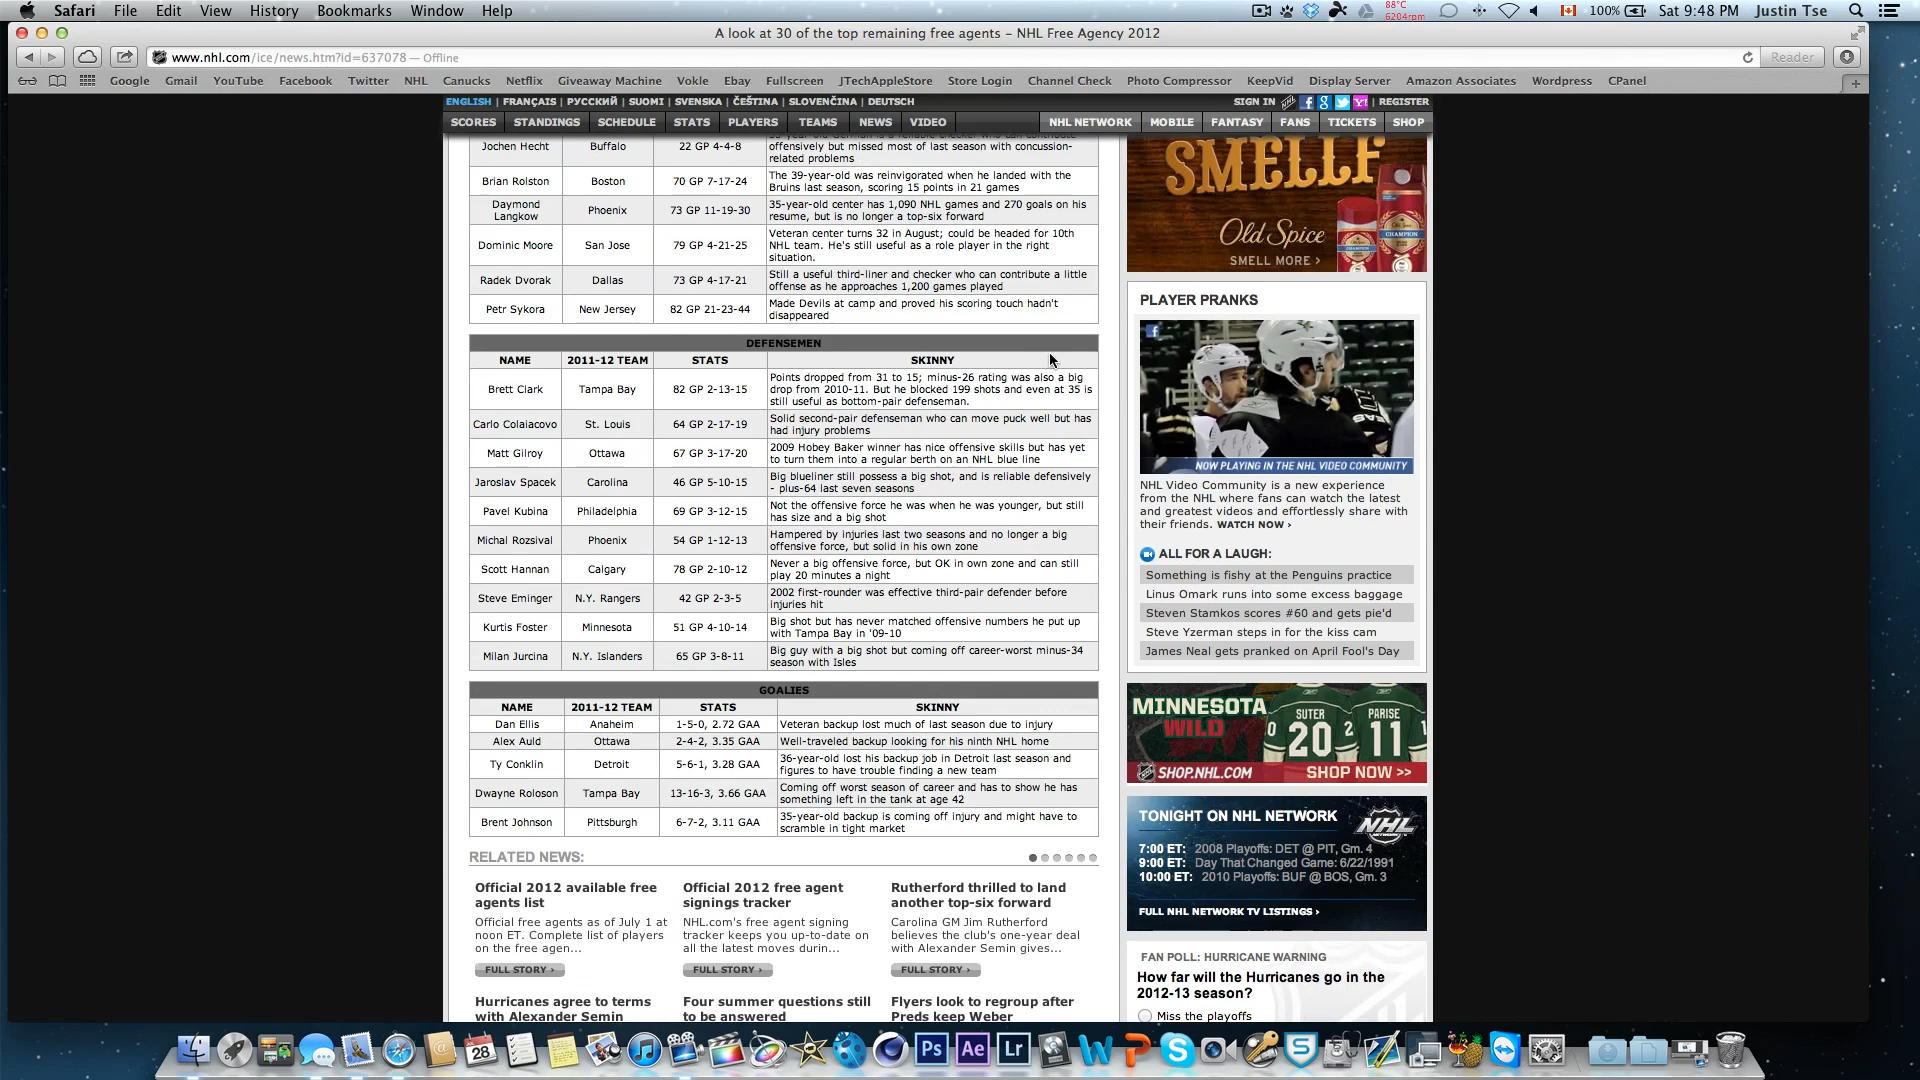 Safari File Edit View History Bookmarks Window Help
88°C
6204rpm
100% Sat 9:48 PM Justin Tse
A look at 30 of the top remaining free agents – NHL Free Agency 2012
www.nhl.com/ice/news.htm?id=637078 — Offline
Reader
Google Gmail YouTube Facebook Twitter NHL Canucks Netflix Giveaway Machine Vokle Ebay Fullscreen JTechAppleStore Store Login Channel Check Photo Compressor KeepVid Display Server Amazon Associates Wordpress CPanel
ENGLISH | FRANÇAIS | РУССКИЙ | SUOMI | SVENSKA | ČEŠTINA | SLOVENČINA | DEUTSCH
SIGN IN | REGISTER
SCORES STANDINGS SCHEDULE STATS PLAYERS TEAMS NEWS VIDEO
NHL NETWORK MOBILE FANTASY FANS TICKETS SHOP
Jochen Hecht Buffalo 22 GP 4-4-8 35-year-old German is a reliable checker who can contribute
offensively but missed most of last season with concussion-
related problems
Brian Rolston Boston 70 GP 7-17-24 The 39-year-old was reinvigorated when he landed with the
Bruins last season, scoring 15 points in 21 games
Daymond
Langkow Phoenix 73 GP 11-19-30 35-year-old center has 1,090 NHL games and 270 goals on his
resume, but is no longer a top-six forward
Dominic Moore San Jose 79 GP 4-21-25 Veteran center turns 32 in August; could be headed for 10th
NHL team. He's still useful as a role player in the right
situation.
Radek Dvorak Dallas 73 GP 4-17-21 Still a useful third-liner and checker who can contribute a little
offense as he approaches 1,200 games played
Petr Sykora New Jersey 82 GP 21-23-44 Made Devils at camp and proved his scoring touch hadn't
disappeared
DEFENSEMEN
NAME 2011-12 TEAM STATS SKINNY
Brett Clark Tampa Bay 82 GP 2-13-15 Points dropped from 31 to 15; minus-26 rating was also a big
drop from 2010-11. But he blocked 199 shots and even at 35 is
still useful as bottom-pair defenseman.
Carlo Colaiacovo St. Louis 64 GP 2-17-19 Solid second-pair defenseman who can move puck well but has
had injury problems
Matt Gilroy Ottawa 67 GP 3-17-20 2009 Hobey Baker winner has nice offensive skills but has yet
to turn them into a regular berth on an NHL blue line
Jaroslav Spacek Carolina 46 GP 5-10-15 Big blueliner still possess a big shot, and is reliable defensively
- plus-64 last seven seasons
Pavel Kubina Philadelphia 69 GP 3-12-15 Not the offensive force he was when he was younger, but still
has size and a big shot
Michal Rozsival Phoenix 54 GP 1-12-13 Hampered by injuries last two seasons and no longer a big
offensive force, but solid in his own zone
Scott Hannan Calgary 78 GP 2-10-12 Never a big offensive force, but OK in own zone and can still
play 20 minutes a night
Steve Eminger N.Y. Rangers 42 GP 2-3-5 2002 first-rounder was effective third-pair defender before
injuries hit
Kurtis Foster Minnesota 51 GP 4-10-14 Big shot but has never matched offensive numbers he put up
with Tampa Bay in '09-10
Milan Jurcina N.Y. Islanders 65 GP 3-8-11 Big guy with a big shot but coming off career-worst minus-34
season with Isles
GOALIES
NAME 2011-12 TEAM STATS SKINNY
Dan Ellis Anaheim 1-5-0, 2.72 GAA Veteran backup lost much of last season due to injury
Alex Auld Ottawa 2-4-2, 3.35 GAA Well-traveled backup looking for his ninth NHL home
Ty Conklin Detroit 5-6-1, 3.28 GAA 36-year-old lost his backup job in Detroit last season and
figures to have trouble finding a new team
Dwayne Roloson Tampa Bay 13-16-3, 3.66 GAA Coming off worst season of career and has to show he has
something left in the tank at age 42
Brent Johnson Pittsburgh 6-7-2, 3.11 GAA 35-year-old backup is coming off injury and might have to
scramble in tight market
RELATED NEWS:
Official 2012 available free
agents list
Official free agents as of July 1 at
noon ET. Complete list of players
on the free agen...
FULL STORY ›
Official 2012 free agent
signings tracker
NHL.com's free agent signing
tracker keeps you up-to-date on
all the latest moves durin...
FULL STORY ›
Rutherford thrilled to land
another top-six forward
Carolina GM Jim Rutherford
believes the club's one-year deal
with Alexander Semin gives...
FULL STORY ›
Hurricanes agree to terms
with Alexander Semin
Four summer questions still
to be answered
Flyers look to regroup after
Preds keep Weber
SMELLF
Old Spice
SMELL MORE ›
CHAMPION
CHAMPION
PLAYER PRANKS
NOW PLAYING IN THE NHL VIDEO COMMUNITY
NHL Video Community is a new experience
from the NHL where fans can watch the latest
and greatest videos and effortlessly share with
their friends. WATCH NOW ›
ALL FOR A LAUGH:
Something is fishy at the Penguins practice
Linus Omark runs into some excess baggage
Steven Stamkos scores #60 and gets pie'd
Steve Yzerman steps in for the kiss cam
James Neal gets pranked on April Fool's Day
MINNESOTA
WILD
SUTER
20
PARISE
11
SHOP.NHL.COM SHOP NOW >>
TONIGHT ON NHL NETWORK
NHL
7:00 ET: 2008 Playoffs: DET @ PIT, Gm. 4
9:00 ET: Day That Changed Game: 6/22/1991
10:00 ET: 2010 Playoffs: BUF @ BOS, Gm. 3
FULL NHL NETWORK TV LISTINGS ›
FAN POLL: HURRICANE WARNING
How far will the Hurricanes go in the
2012-13 season?
Miss the playoffs
28
Ps Ae Lr